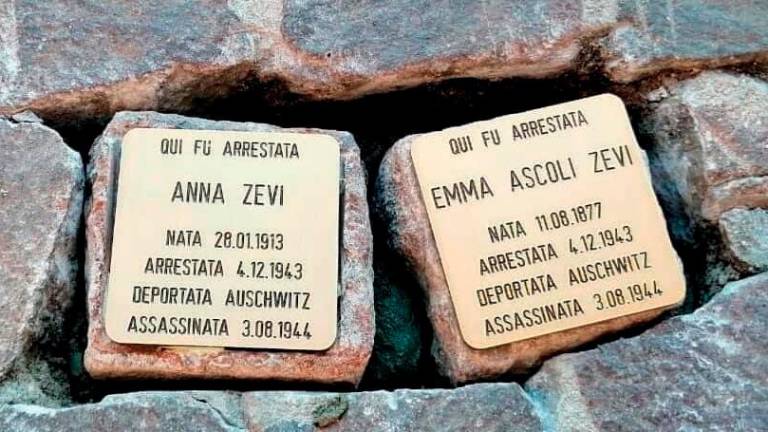 QUI FU ARRESTATA
ANNA ZEVI
NATA 28.01.1913
ARRESTATA 4.12.1943
DEPORTATA AUSCHWITZ
ASSASSINATA 3.08.1944
QUI FU ARRESTATA
EMMA ASCOLI ZEVI
NATA 11.08.1877
ARRESTATA 4.12.1943
DEPORTATA AUSCHWITZ
ASSASSINATA 3.08.1944